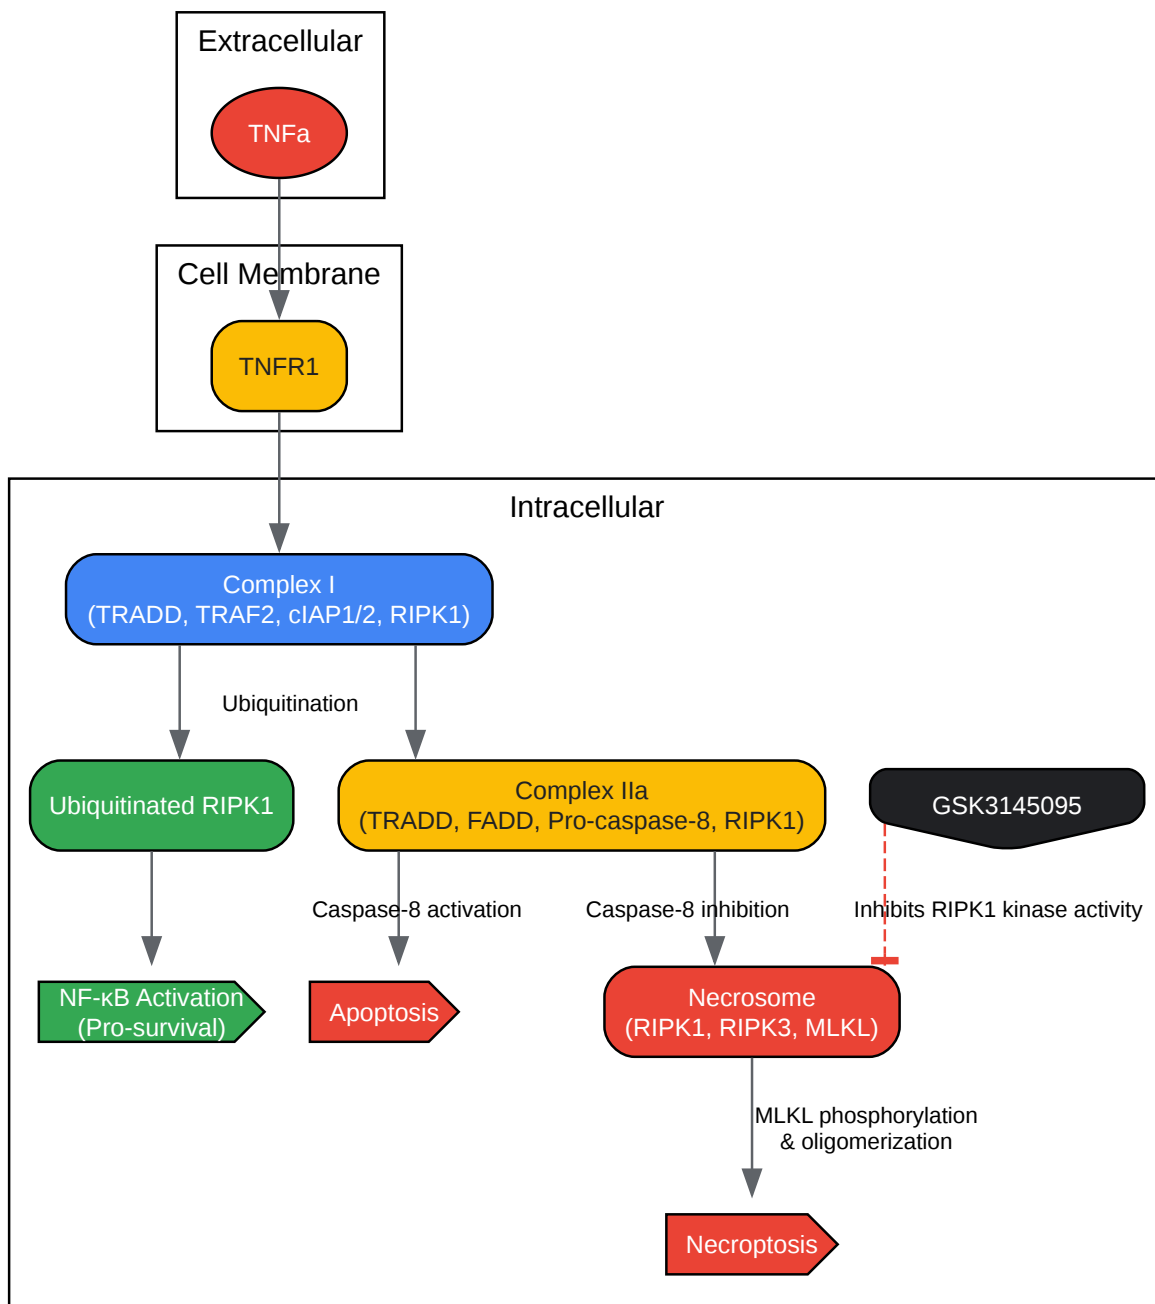 Extracellular
TNFa
Cell Membrane
TNFR1
Intracellular
Complex I
(TRADD, TRAF2, cIAP1/2, RIPK1)
Ubiquitination
Ubiquitinated RIPK1
Complex IIa
(TRADD, FADD, Pro-caspase-8, RIPK1)
GSK3145095
Caspase-8 activation
Caspase-8 inhibition
Inhibits RIPK1 kinase activity
NF-κB Activation
(Pro-survival)
Apoptosis
Necrosome
(RIPK1, RIPK3, MLKL)
MLKL phosphorylation
& oligomerization
Necroptosis